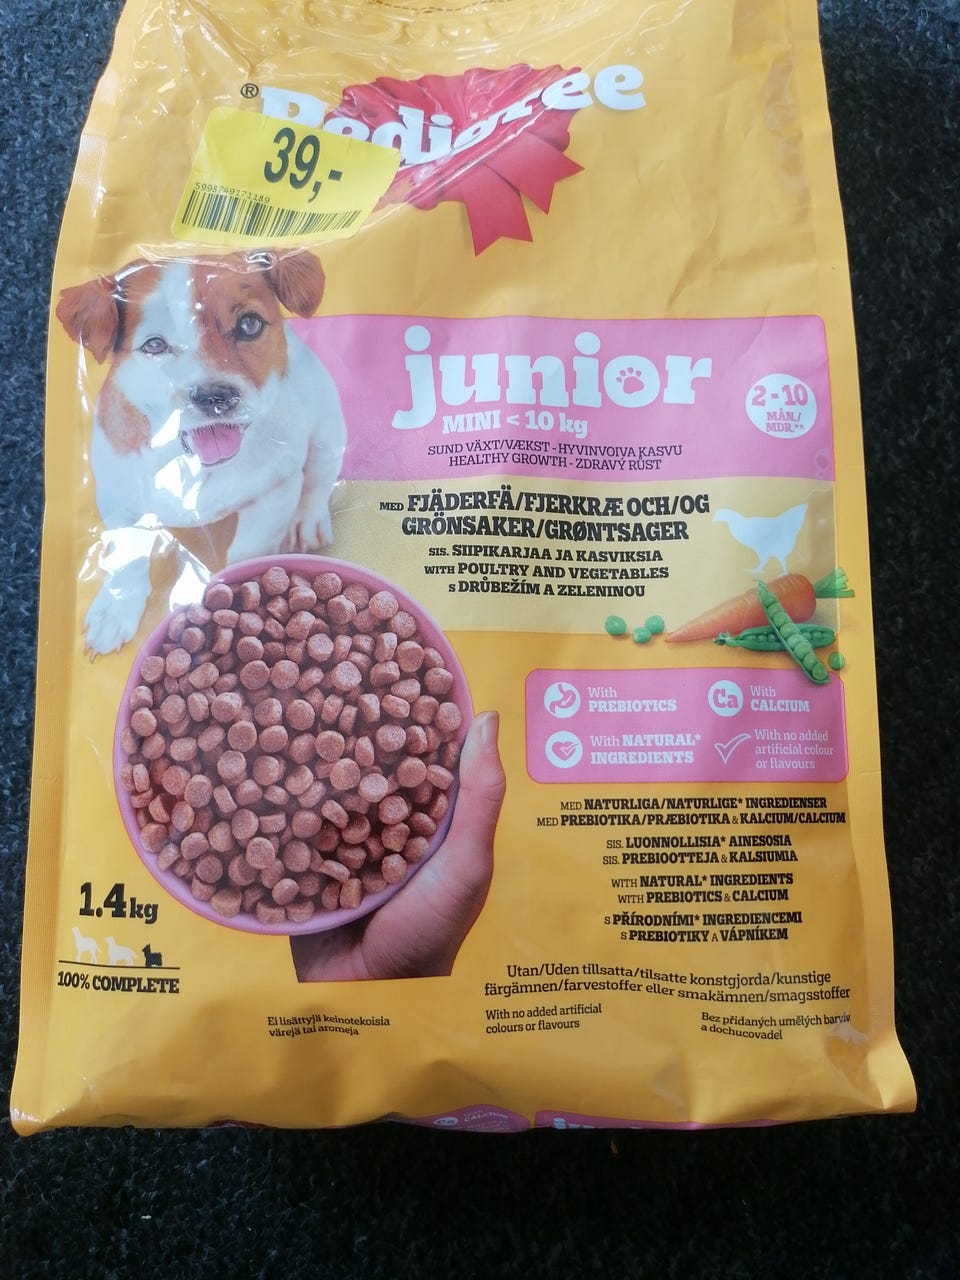 ®
Pedigree
39,-
5998749171189
junior
MINI < 10 kg
2-10
MÅN./
MDR.**
SUND VÄXT/VÆKST - HYVINVOIVA KASVU
HEALTHY GROWTH - ZDRAVÝ RŮST
MED FJÄDERFÄ/FJERKRÆ OCH/OG
GRÖNSAKER/GRØNTSAGER
SIS. SIIPIKARJAA JA KASVIKSIA
WITH POULTRY AND VEGETABLES
S DRŮBEŽÍM A ZELENINOU
With
PREBIOTICS
Ca
With
CALCIUM
With NATURAL*
INGREDIENTS
With no added
artificial colour
or flavours
MED NATURLIGA/NATURLIGE* INGREDIENSER
MED PREBIOTIKA/PRÆBIOTIKA & KALCIUM/CALCIUM
SIS. LUONNOLLISIA* AINESOSIA
SIS. PREBIOOTTEJA & KALSIUMIA
WITH NATURAL* INGREDIENTS
WITH PREBIOTICS & CALCIUM
S PŘÍRODNÍMI* INGREDIENCEMI
S PREBIOTIKY A VÁPNÍKEM
1.4kg
100% COMPLETE
Utan/Uden tillsatta/tilsatte konstgjorda/kunstige
färgämnen/farvestoffer eller smakämnen/smagsstoffer
Ei lisättyjä keinotekoisia
värejä tai aromeja
With no added artificial
colours or flavours
Bez přidaných umělých barviv
a dochucovadel
Ca
CALCIUM